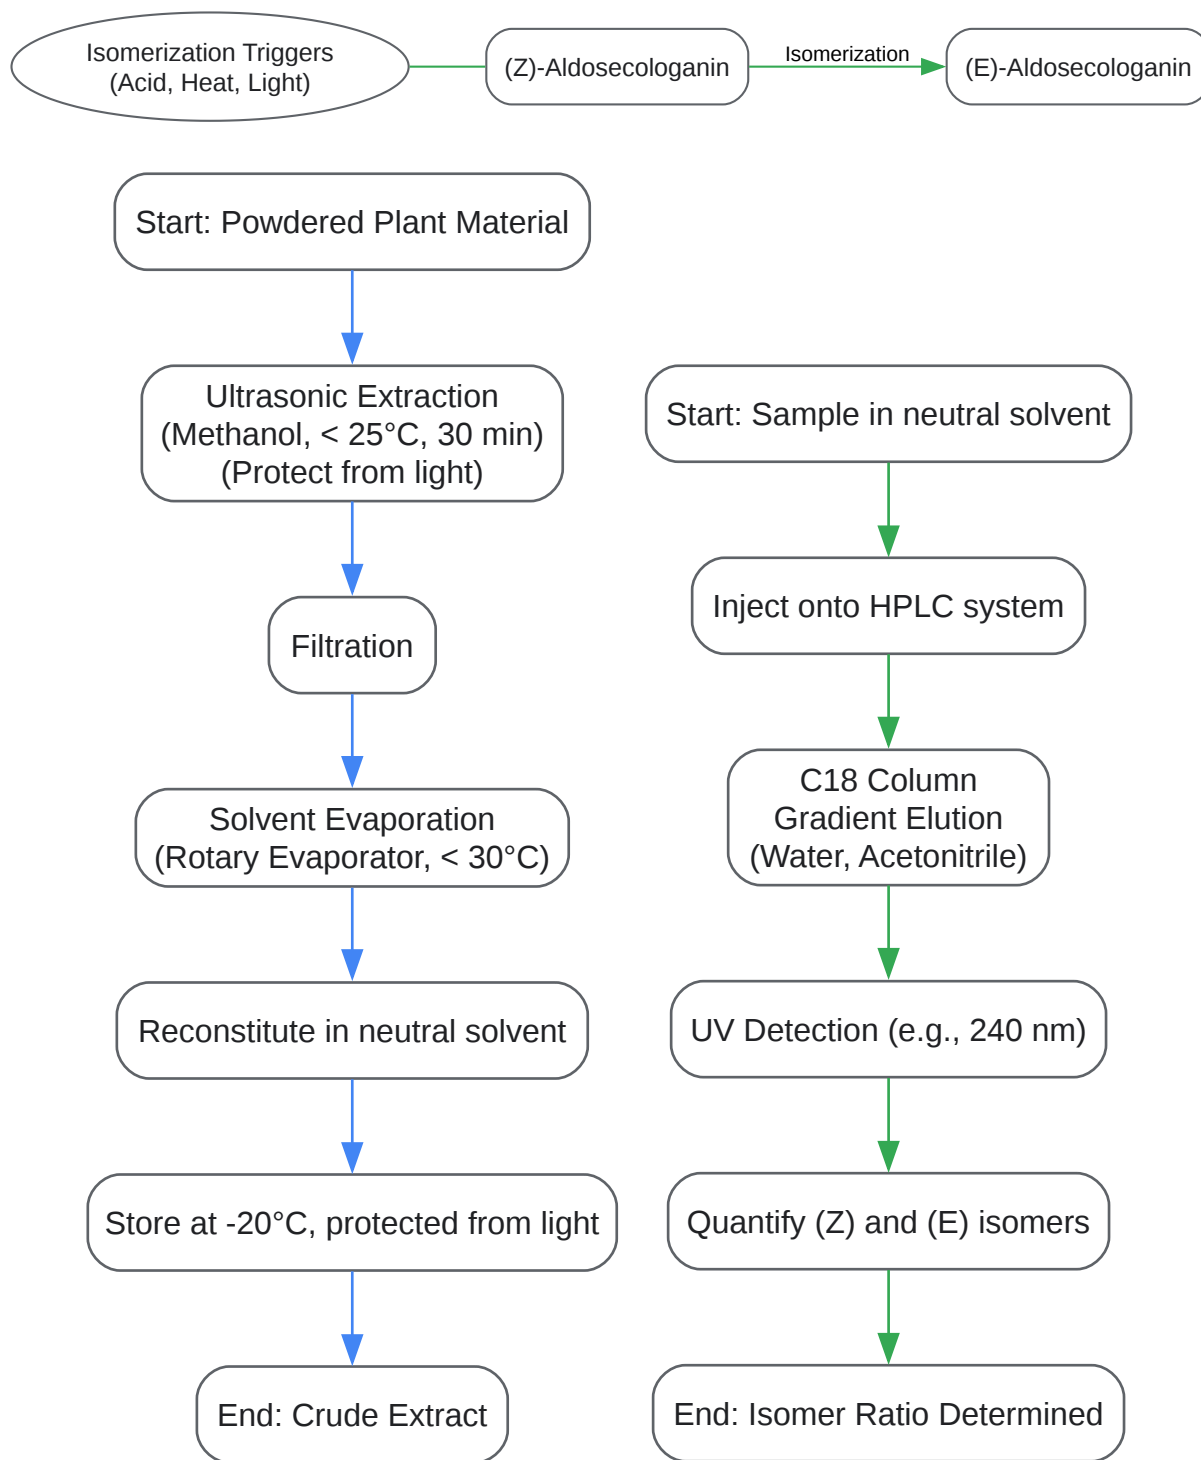 Isomerization Triggers
(Acid, Heat, Light)
(Z)-Aldosecologanin
Isomerization
(E)-Aldosecologanin
Start: Powdered Plant Material
Ultrasonic Extraction
(Methanol, < 25°C, 30 min)
(Protect from light)
Filtration
Solvent Evaporation
(Rotary Evaporator, < 30°C)
Reconstitute in neutral solvent
Store at -20°C, protected from light
End: Crude Extract
Start: Sample in neutral solvent
Inject onto HPLC system
C18 Column
Gradient Elution
(Water, Acetonitrile)
UV Detection (e.g., 240 nm)
Quantify (Z) and (E) isomers
End: Isomer Ratio Determined